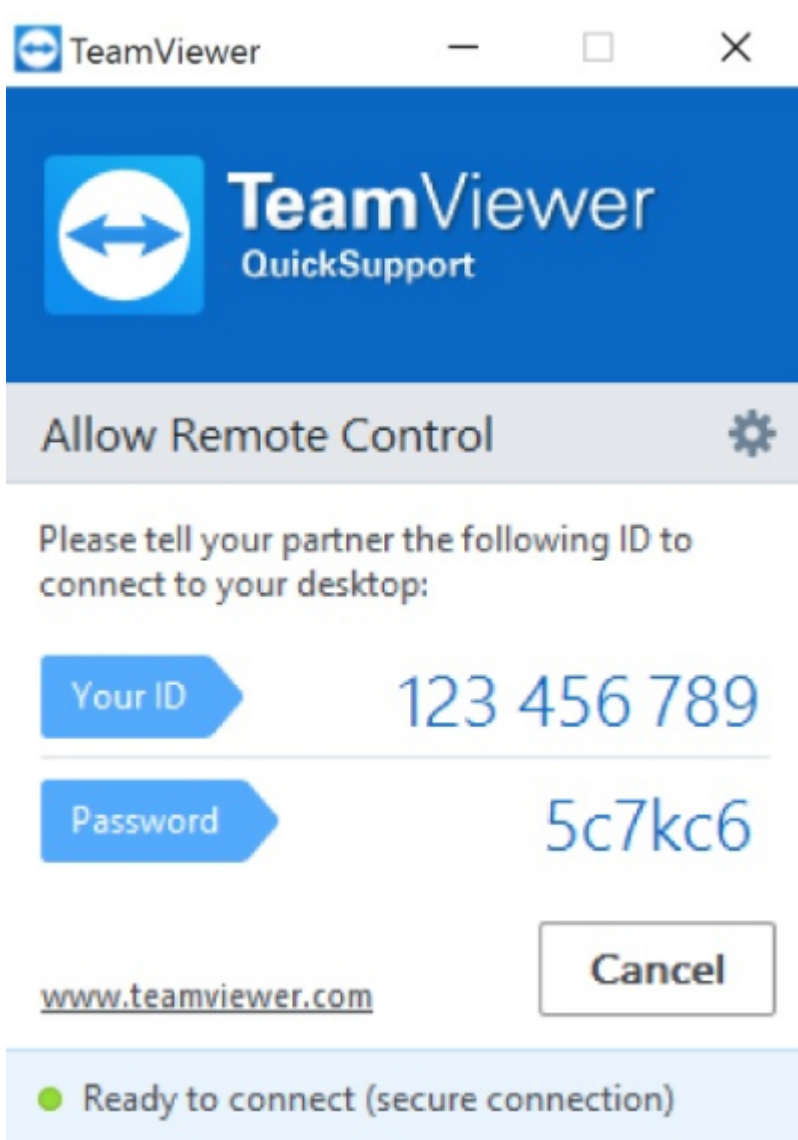 TeamViewer
TeamViewer
QuickSupport
Allow Remote Control
Please tell your partner the following ID to
connect to your desktop:
Your ID 123 456 789
Password 5c7kc6
Cancel
www.teamviewer.com
Ready to connect (secure connection)